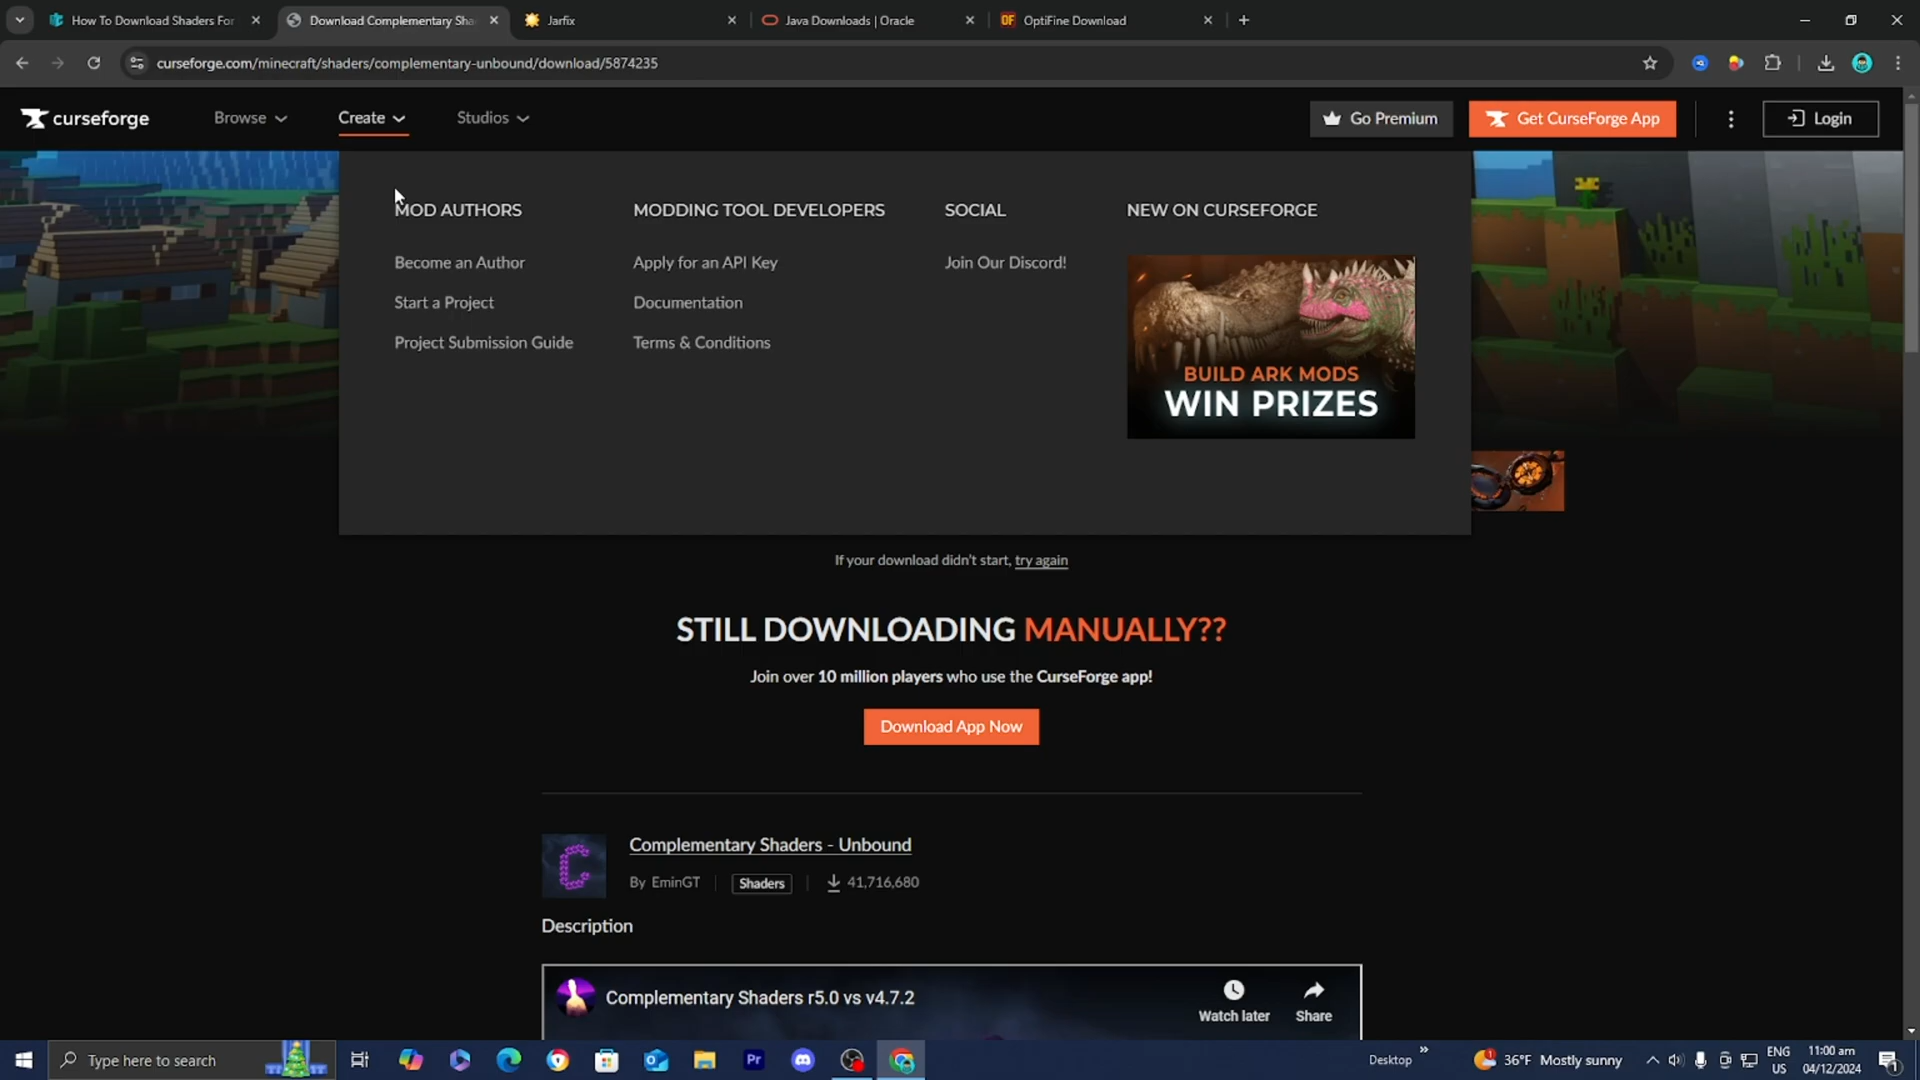 How To Download Shaders For
Download Complementary Sha
Jarfix
Java Downloads | Oracle
OF OptiFine Download
curseforge.com/minecraft/shaders/complementary-unbound/download/5874235
curseforge
Browse
Create
Studios
Go Premium
Get CurseForge App
Login
MOD AUTHORS
Become an Author
Start a Project
Project Submission Guide
MODDING TOOL DEVELOPERS
Apply for an API Key
Documentation
Terms & Conditions
SOCIAL
Join Our Discord!
NEW ON CURSEFORGE
BUILD ARK MODS
WIN PRIZES
If your download didn't start, try again
STILL DOWNLOADING MANUALLY??
Join over 10 million players who use the CurseForge app!
Download App Now
Complementary Shaders - Unbound
By EminGT
Shaders
41,716,680
Description
Complementary Shaders r5.0 vs v4.7.2
Watch later
Share
Type here to search
Pr
Desktop
36°F Mostly sunny
ENG
US
11:00 am
04/12/2024
1